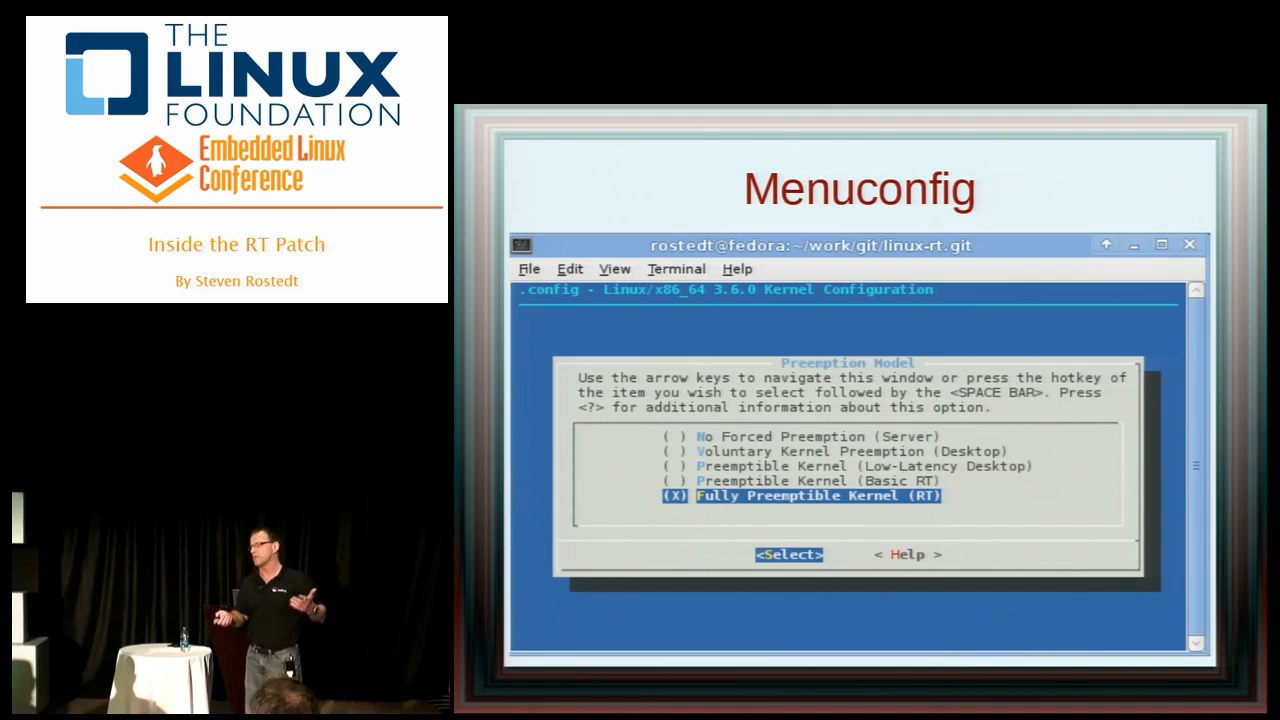 THE
LINUX
FOUNDATION
Embedded Linux
Conference
Inside the RT Patch
By Steven Rostedt
Menuconfig
rostedt@fedora:~/work/git/linux-rt.git
File Edit View Terminal Help
.config - Linux/x86_64 3.6.0 Kernel Configuration
Preemption Model
Use the arrow keys to navigate this window or press the hotkey of
the item you wish to select followed by the <SPACE BAR>. Press
<?> for additional information about this option.
( ) No Forced Preemption (Server)
( ) Voluntary Kernel Preemption (Desktop)
( ) Preemptible Kernel (Low-Latency Desktop)
( ) Preemptible Kernel (Basic RT)
(X) Fully Preemptible Kernel (RT)
<Select> < Help >